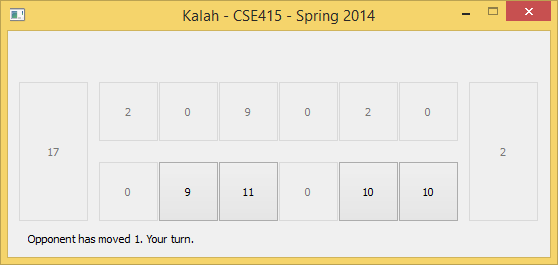 Kalah - CSE415 - Spring 2014
2 0 9 0 2 0
17 2
0 9 11 0 10 10
Opponent has moved 1. Your turn.